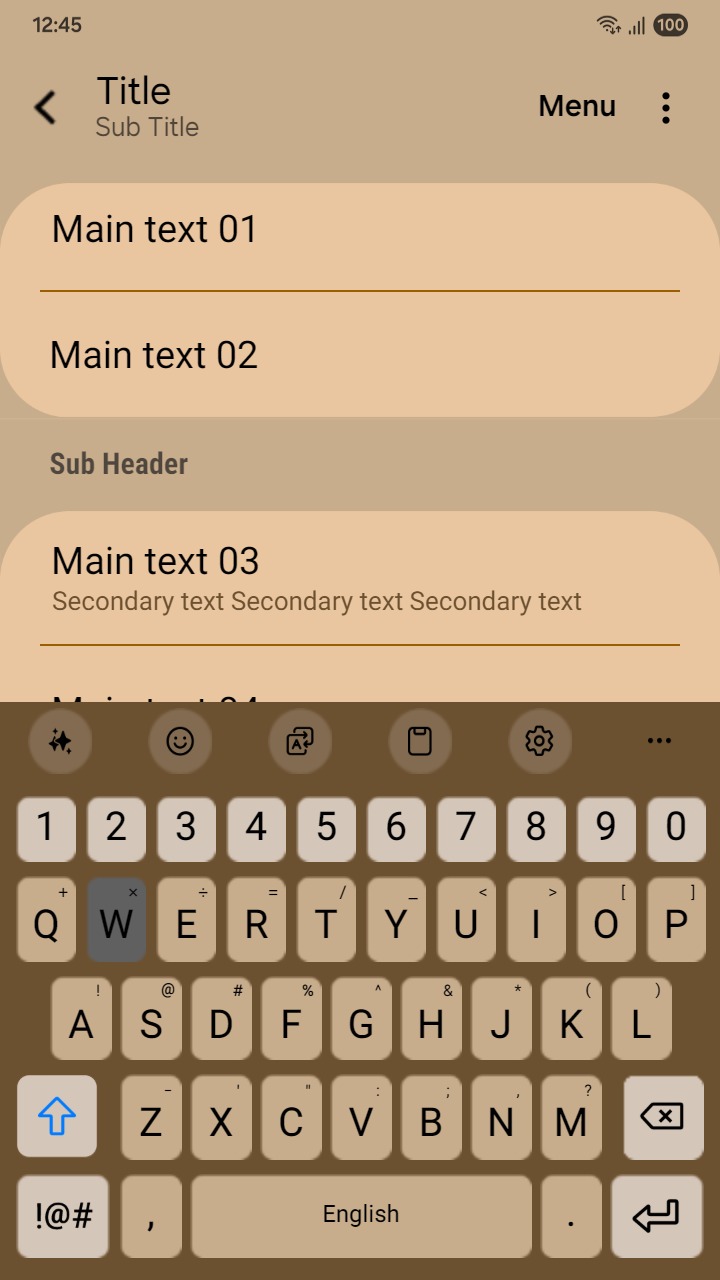 12:45
100
Title
Sub Title
Menu
Main text 01
Main text 02
Sub Header
Main text 03
Secondary text Secondary text Secondary text
1 2 3 4 5 6 7 8 9 0
+ × ÷ = / _ < > [ ]
Q W E R T Y U I O P
! @ # % ^ & * ( )
A S D F G H J K L
- ' " : ; , ?
Z X C V B N M
!@# , English .